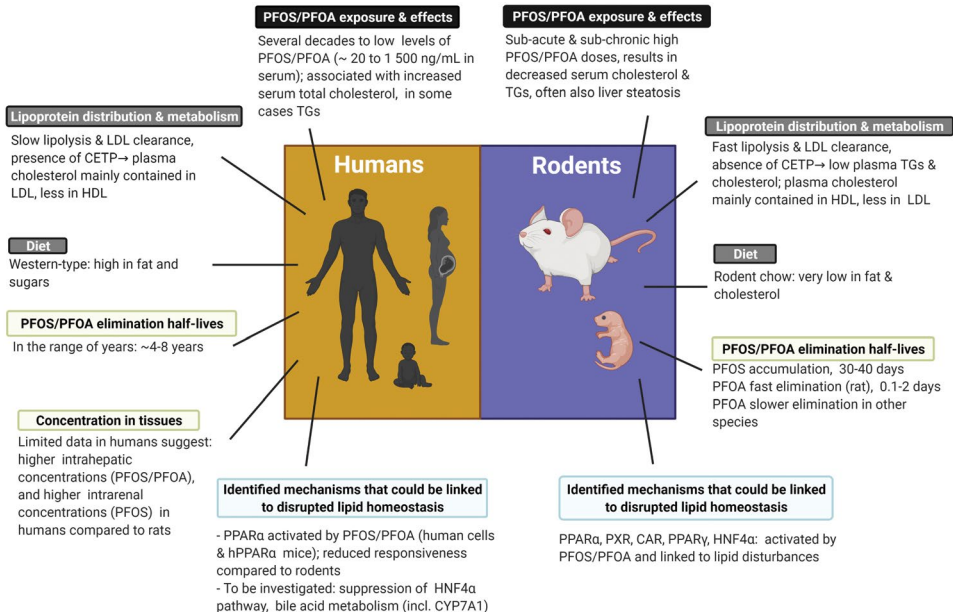 PFOS/PFOA exposure & effects
Several decades to low levels of
PFOS/PFOA (~ 20 to 1 500 ng/mL in
serum); associated with increased
serum total cholesterol, in some
cases TGs
PFOS/PFOA exposure & effects
Sub-acute & sub-chronic high
PFOS/PFOA doses, results in
decreased serum cholesterol &
TGs, often also liver steatosis
Lipoprotein distribution & metabolism
Slow lipolysis & LDL clearance,
presence of CETP→ plasma
cholesterol mainly contained in
LDL, less in HDL
Humans
Rodents
Lipoprotein distribution & metabolism
Fast lipolysis & LDL clearance,
absence of CETP→ low plasma TGs &
cholesterol; plasma cholesterol
mainly contained in HDL, less in LDL
Diet
Western-type: high in fat and
sugars
Diet
Rodent chow: very low in fat &
cholesterol
PFOS/PFOA elimination half-lives
In the range of years: ~4-8 years
PFOS/PFOA elimination half-lives
PFOS accumulation, 30-40 days
PFOA fast elimination (rat), 0.1-2 days
PFOA slower elimination in other
species
Concentration in tissues
Limited data in humans suggest:
higher intrahepatic
concentrations (PFOS/PFOA),
and higher intrarenal
concentrations (PFOS) in
humans compared to rats
Identified mechanisms that could be linked
to disrupted lipid homeostasis
- PPARα activated by PFOS/PFOA (human cells
& hPPARα mice); reduced responsiveness
compared to rodents
- To be investigated: suppression of HNF4α
pathway, bile acid metabolism (incl. CYP7A1)
Identified mechanisms that could be linked
to disrupted lipid homeostasis
PPARα, PXR, CAR, PPARγ, HNF4α: activated by
PFOS/PFOA and linked to lipid disturbances